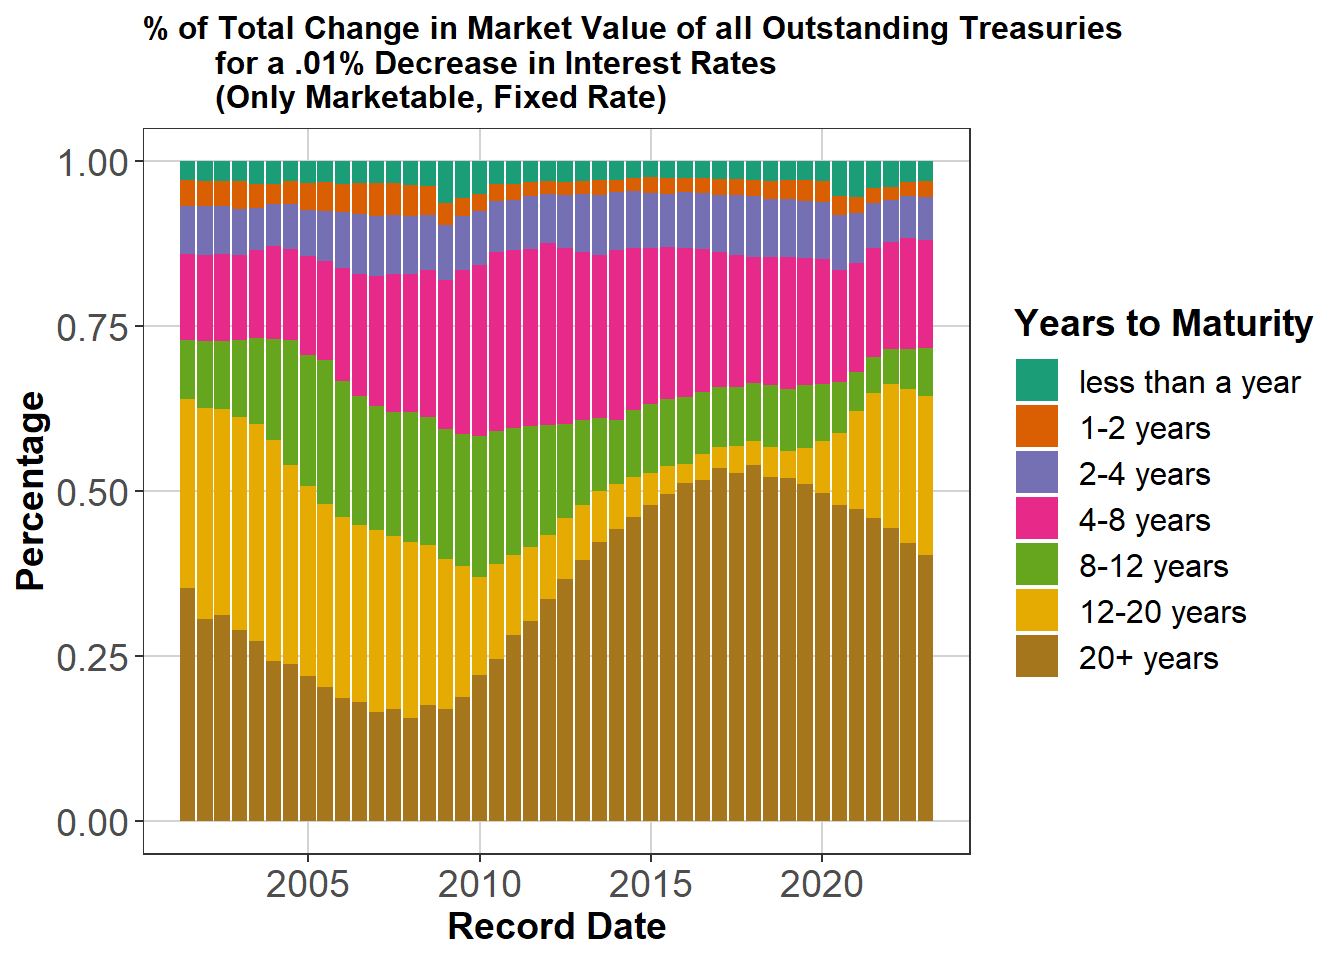 % of Total Change in Market Value of all Outstanding Treasuries
for a .01% Decrease in Interest Rates
(Only Marketable, Fixed Rate)
1.00
0.75
0.50
0.25
0.00
Percentage
2005 2010 2015 2020
Record Date
Years to Maturity
less than a year
1-2 years
2-4 years
4-8 years
8-12 years
12-20 years
20+ years